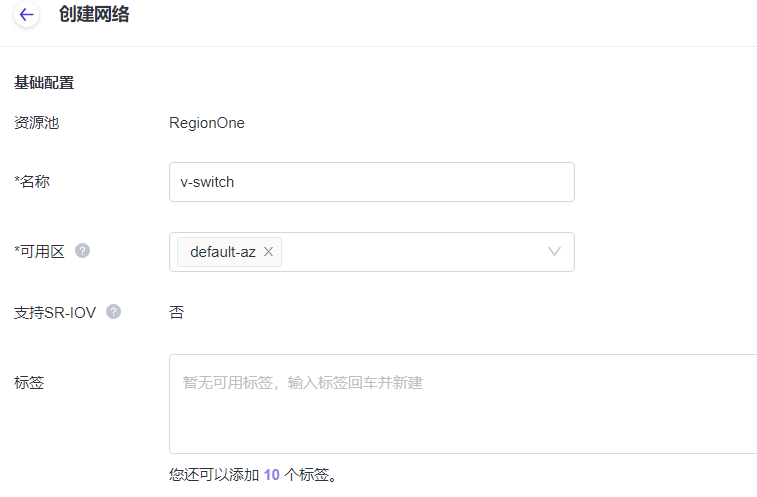 创建网络
基础配置
资源池 RegionOne
*名称 v-switch
*可用区 ? default-az
支持SR-IOV ? 否
标签 暂无可用标签，输入标签回车并新建
您还可以添加 10 个标签。